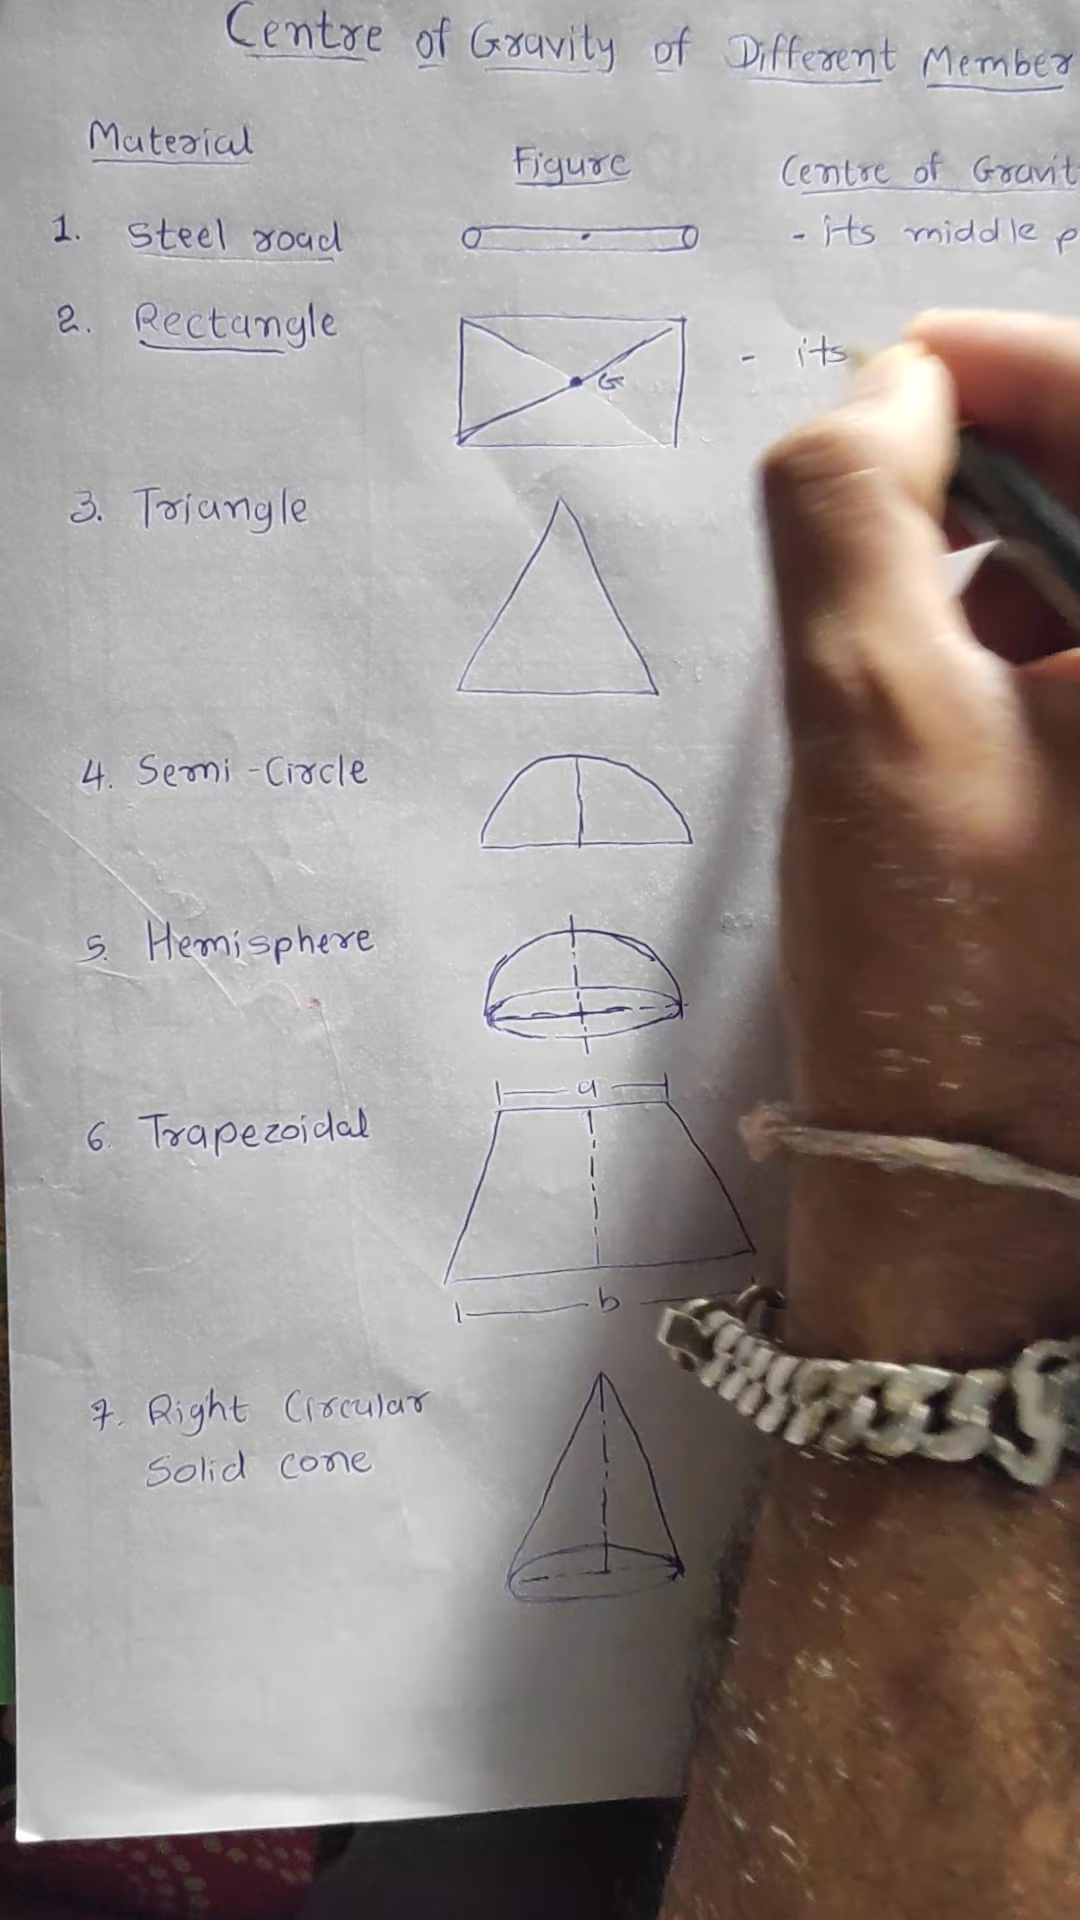 Centre of Gravity of Different Member
Material Figure Centre of Gravit
1. Steel road - its middle p
2. Rectangle G - its
3. Triangle
4. Semi-Circle
5. Hemisphere
a
6. Trapezoidal
b
7. Right Circular
Solid cone